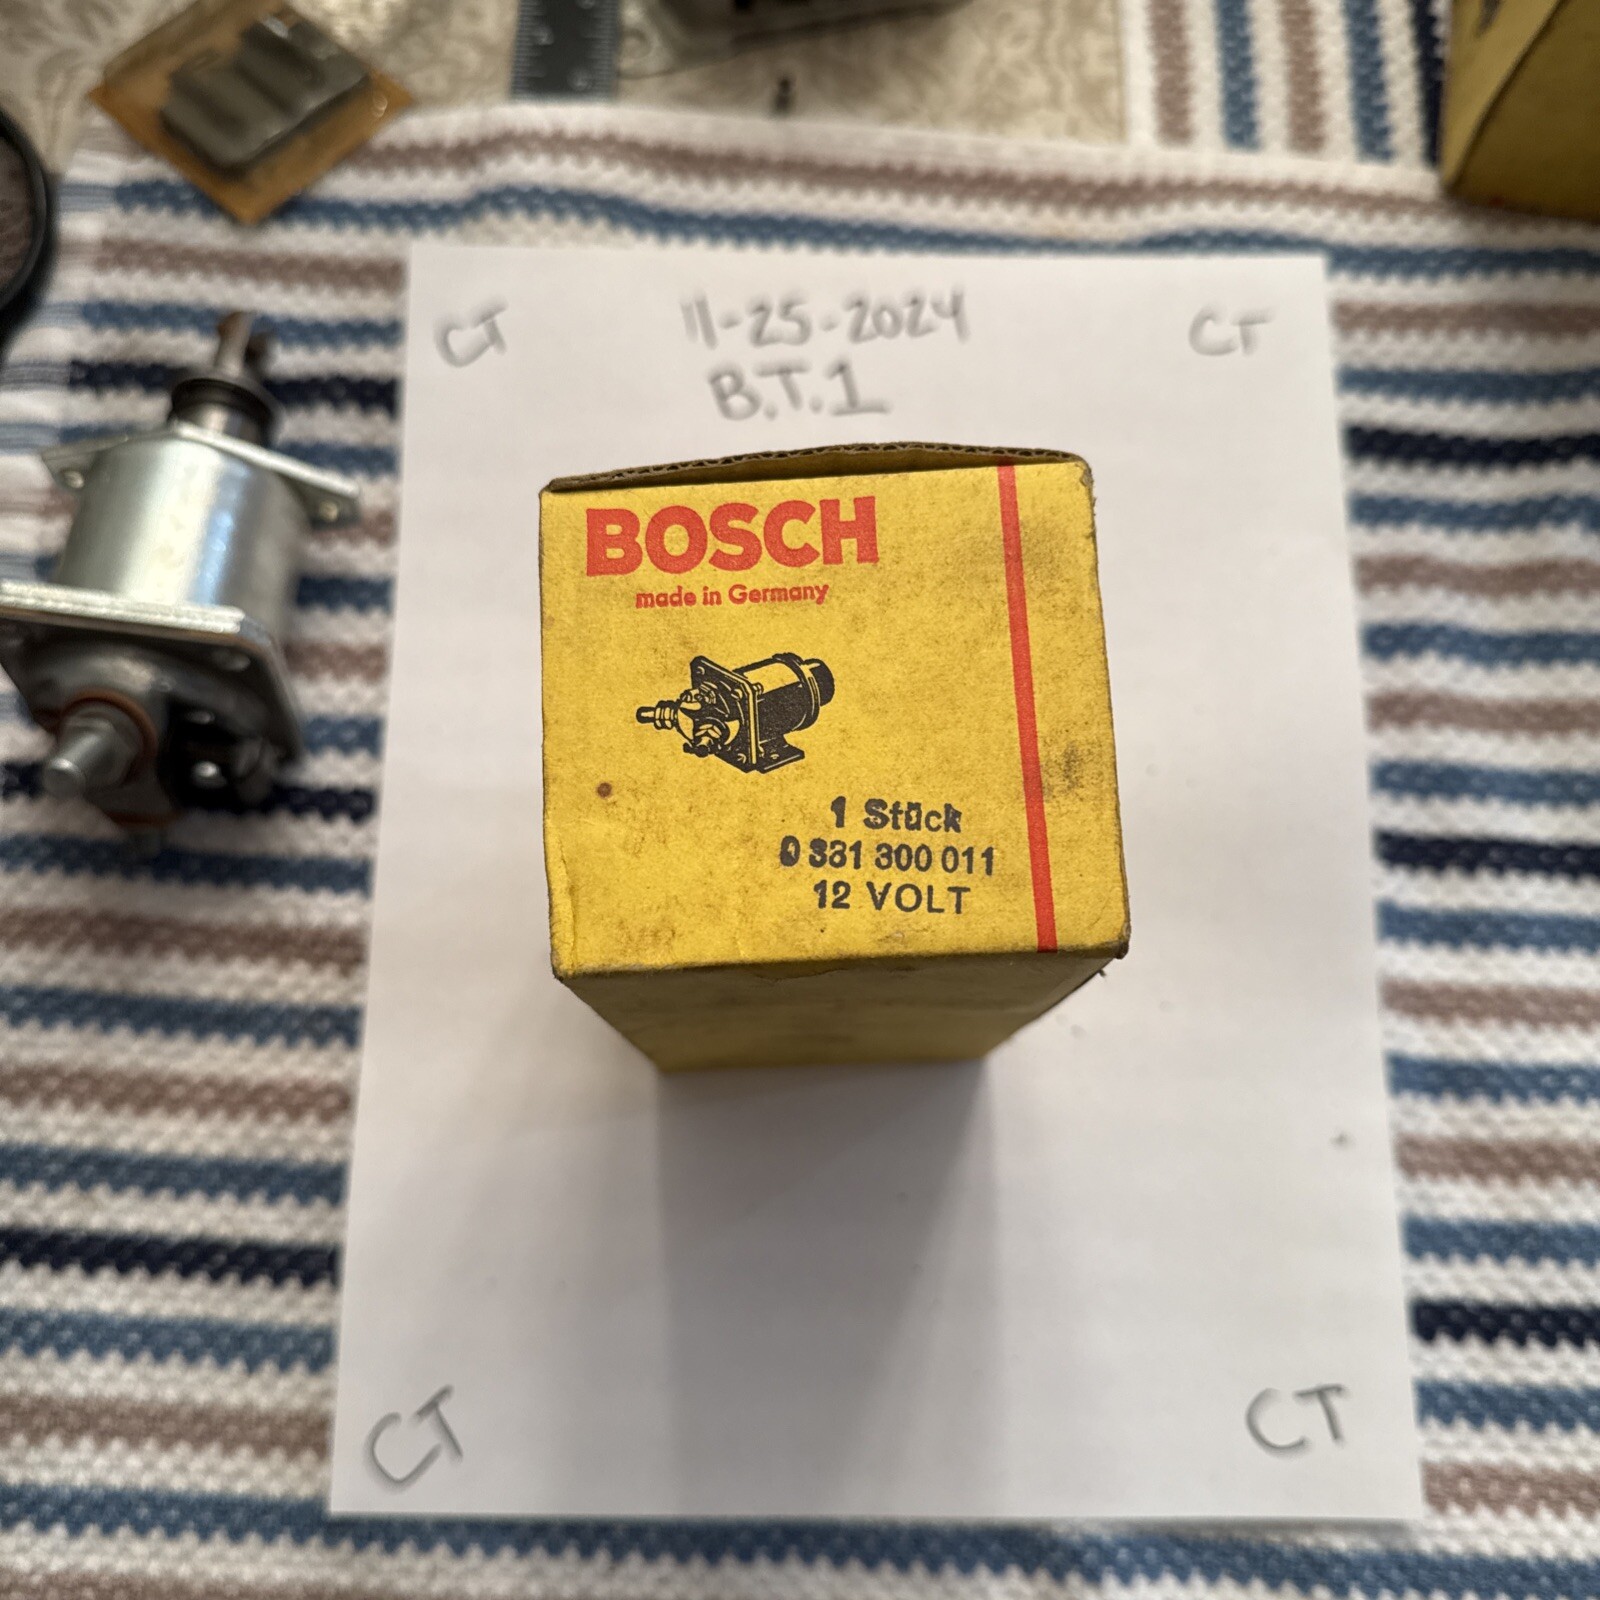 CT
11-25-2024
CT
B.T.1
BOSCH
made in Germany
1 Stück
0 331 300 011
12 VOLT
CT
CT